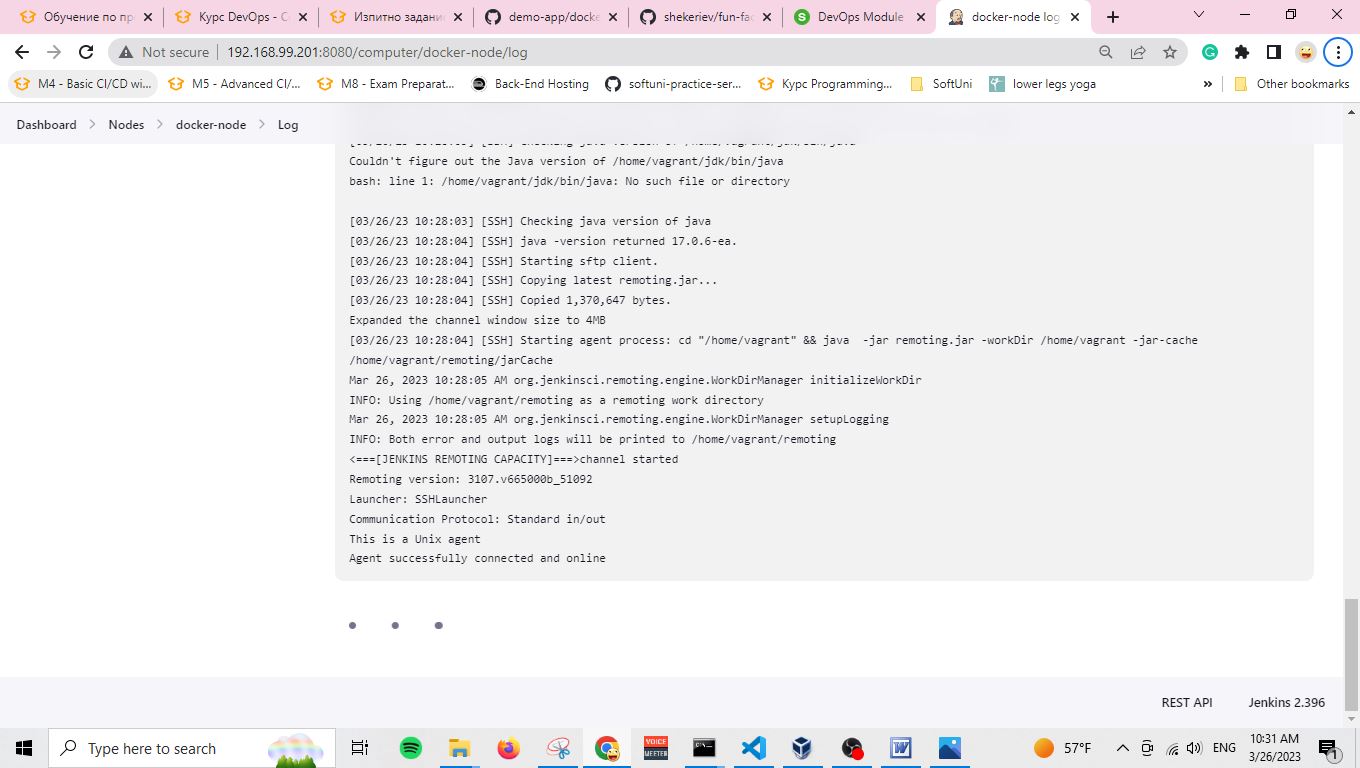 Обучение по пр
Курс DevOps - С
Изпитно задани
demo-app/docke
shekeriev/fun-fac
DevOps Module
docker-node log
Not secure
192.168.99.201:8080/computer/docker-node/log
M4 - Basic CI/CD wi...
M5 - Advanced CI/...
M8 - Exam Preparat...
Back-End Hosting
softuni-practice-ser...
Курс Programming...
SoftUni
lower legs yoga
»
Other bookmarks
Dashboard
Nodes
docker-node
Log
Couldn't figure out the Java version of /home/vagrant/jdk/bin/java
bash: line 1: /home/vagrant/jdk/bin/java: No such file or directory
[03/26/23 10:28:03] [SSH] Checking java version of java
[03/26/23 10:28:04] [SSH] java -version returned 17.0.6-ea.
[03/26/23 10:28:04] [SSH] Starting sftp client.
[03/26/23 10:28:04] [SSH] Copying latest remoting.jar...
[03/26/23 10:28:04] [SSH] Copied 1,370,647 bytes.
Expanded the channel window size to 4MB
[03/26/23 10:28:04] [SSH] Starting agent process: cd "/home/vagrant" && java  -jar remoting.jar -workDir /home/vagrant -jar-cache
/home/vagrant/remoting/jarCache
Mar 26, 2023 10:28:05 AM org.jenkinsci.remoting.engine.WorkDirManager initializeWorkDir
INFO: Using /home/vagrant/remoting as a remoting work directory
Mar 26, 2023 10:28:05 AM org.jenkinsci.remoting.engine.WorkDirManager setupLogging
INFO: Both error and output logs will be printed to /home/vagrant/remoting
<===[JENKINS REMOTING CAPACITY]===>channel started
Remoting version: 3107.v665000b_51092
Launcher: SSHLauncher
Communication Protocol: Standard in/out
This is a Unix agent
Agent successfully connected and online
REST API
Jenkins 2.396
Type here to search
VOICE
MEETER
57°F
ENG
10:31 AM
3/26/2023
1